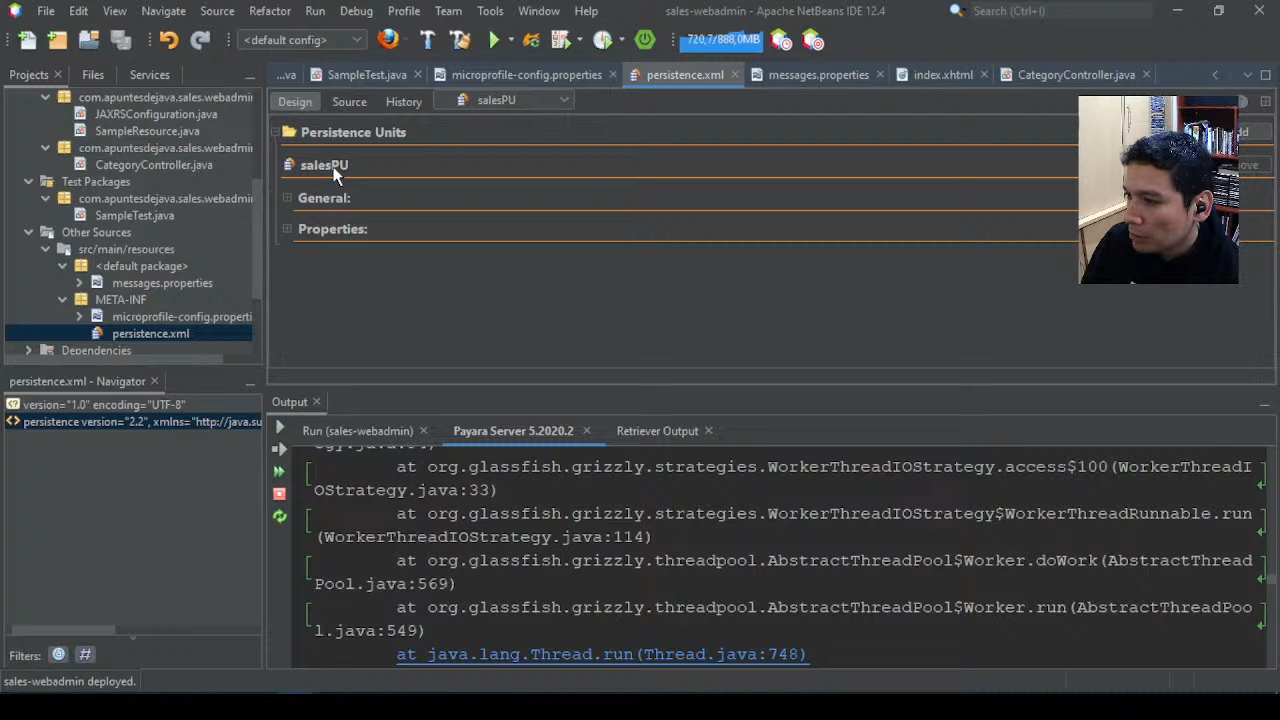 File Edit View Navigate Source Refactor Run Debug Profile Team Tools Window Help
sales-webadmin - Apache NetBeans IDE 12.4
Search (Ctrl+I)
<default config>
720,7/888,0MB
Projects Files Services
...va SampleTest.java microprofile-config.properties persistence.xml messages.properties index.xhtml CategoryController.java
Design Source History salesPU
com.apuntesdejava.sales.webadmin
JAXRSConfiguration.java
SampleResource.java
com.apuntesdejava.sales.webadmin
CategoryController.java
Test Packages
com.apuntesdejava.sales.webadmin
SampleTest.java
Other Sources
src/main/resources
<default package>
messages.properties
META-INF
microprofile-config.properti
persistence.xml
Dependencies
Persistence Units
salesPU
General:
Properties:
persistence.xml - Navigator
version="1.0" encoding="UTF-8"
persistence version="2.2", xmlns="http://java.su
Filters:
Output
Run (sales-webadmin) Payara Server 5.2020.2 Retriever Output
at org.glassfish.grizzly.strategies.WorkerThreadIOStrategy.access$100(WorkerThreadI
OStrategy.java:33)
at org.glassfish.grizzly.strategies.WorkerThreadIOStrategy$WorkerThreadRunnable.run
(WorkerThreadIOStrategy.java:114)
at org.glassfish.grizzly.threadpool.AbstractThreadPool$Worker.doWork(AbstractThread
Pool.java:569)
at org.glassfish.grizzly.threadpool.AbstractThreadPool$Worker.run(AbstractThreadPoo
l.java:549)
at java.lang.Thread.run(Thread.java:748)
sales-webadmin deployed.